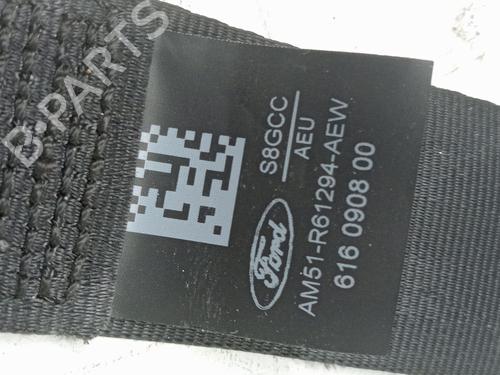 S8GCC
AEU
Ford
AM51-R61294-AEW
616 0908 00
B-PARTS